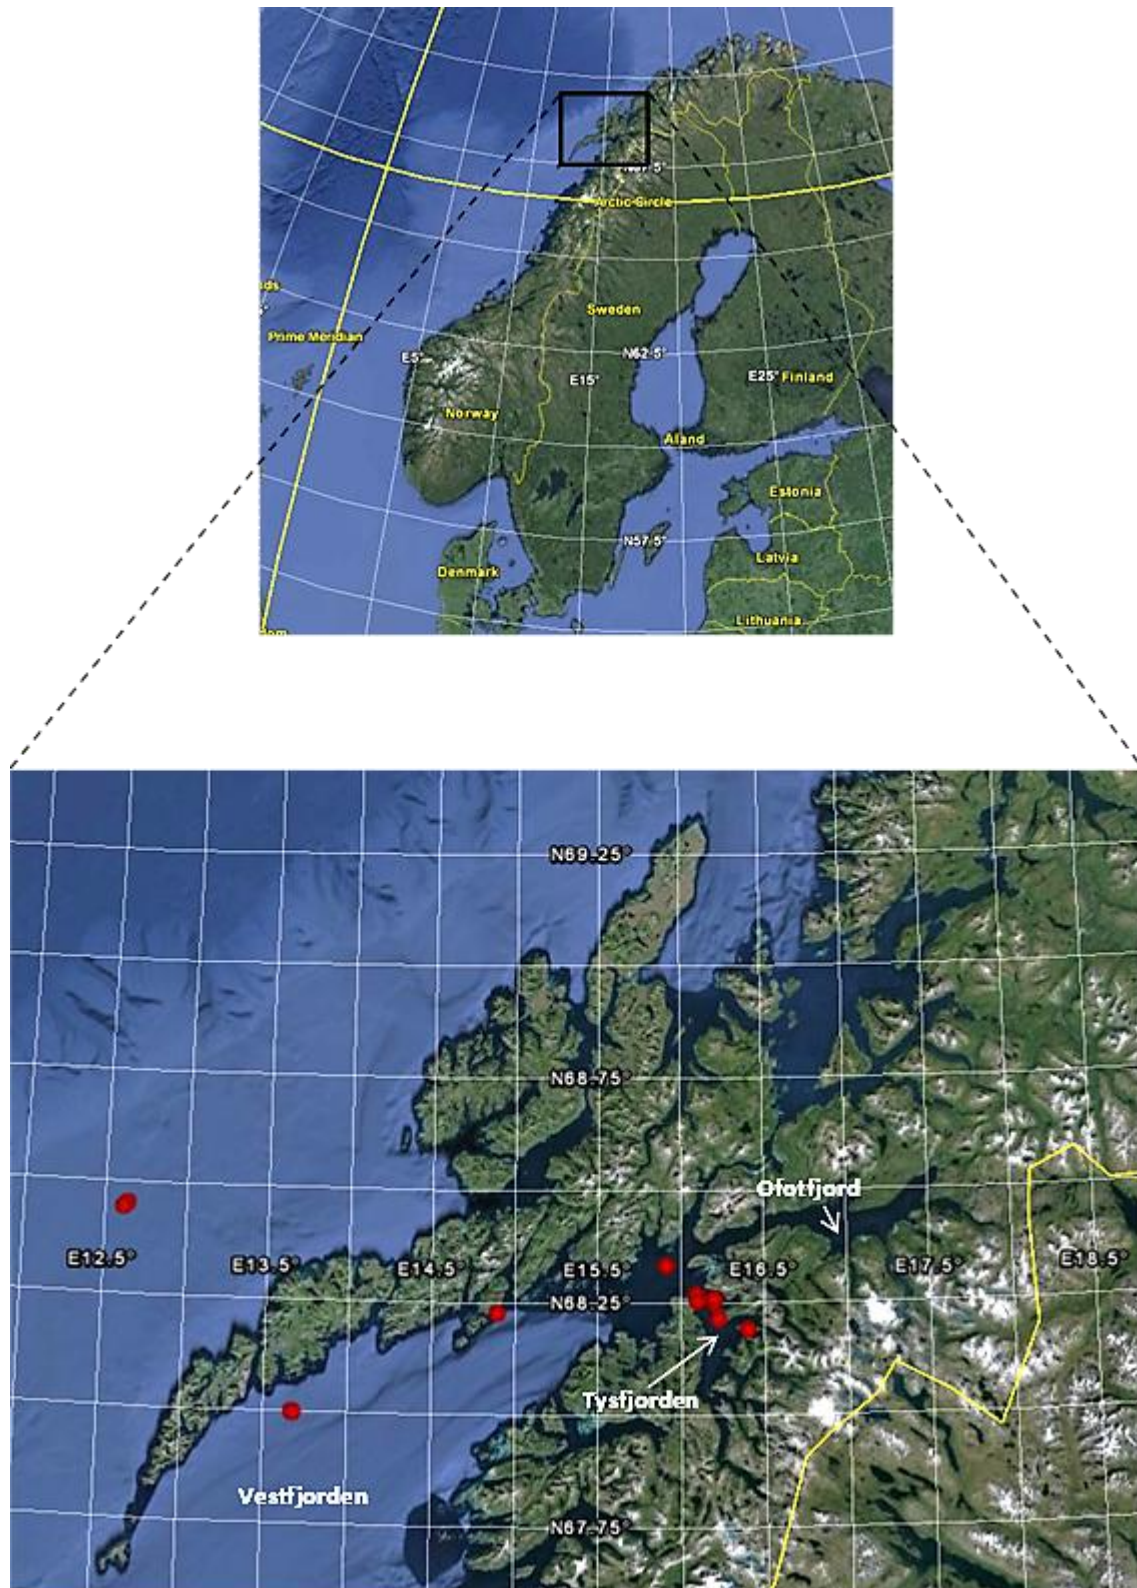 N67.5°
Arctic Circle
ds
Sweden
Prime Meridian
E5°
N62.5°
E15°
E25° Finland
Norway
Aland
Estonia
N57.5°
Latvia
Denmark
Lithuania
N69.25°
N68.75°
Ofotfjord
E12.5°
E13.5°
E14.5°
E15.5°
E16.5°
E17.5°
E18.5°
N68.25°
Tysfjorden
Vestfjorden
N67.75°